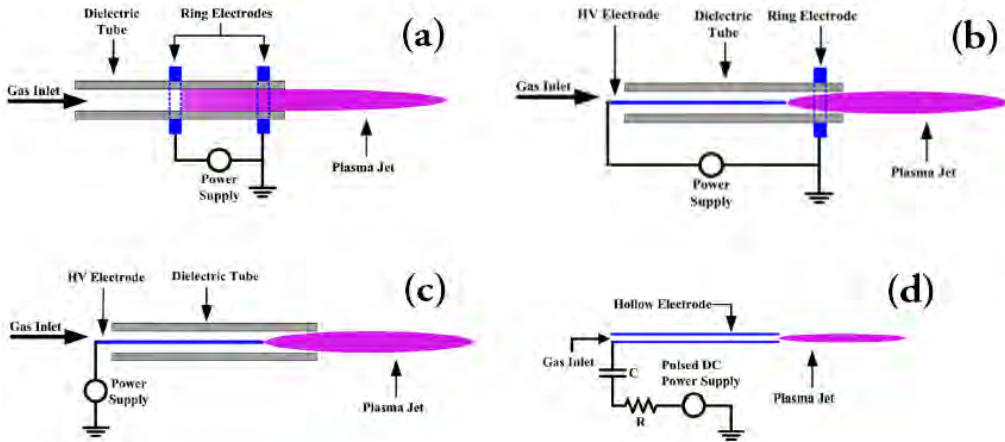 Dielectric
Tube
Ring Electrodes
(a)
Gas Inlet
Power
Supply
Plasma Jet
HV Electrode
Dielectric
Tube
Ring Electrode
(b)
Gas Inlet
Power
Supply
Plasma Jet
HV Electrode
Dielectric Tube
(c)
Gas Inlet
Power
Supply
Plasma Jet
Hollow Electrode
(d)
Gas Inlet
C
Pulsed DC
Power Supply
R
Plasma Jet